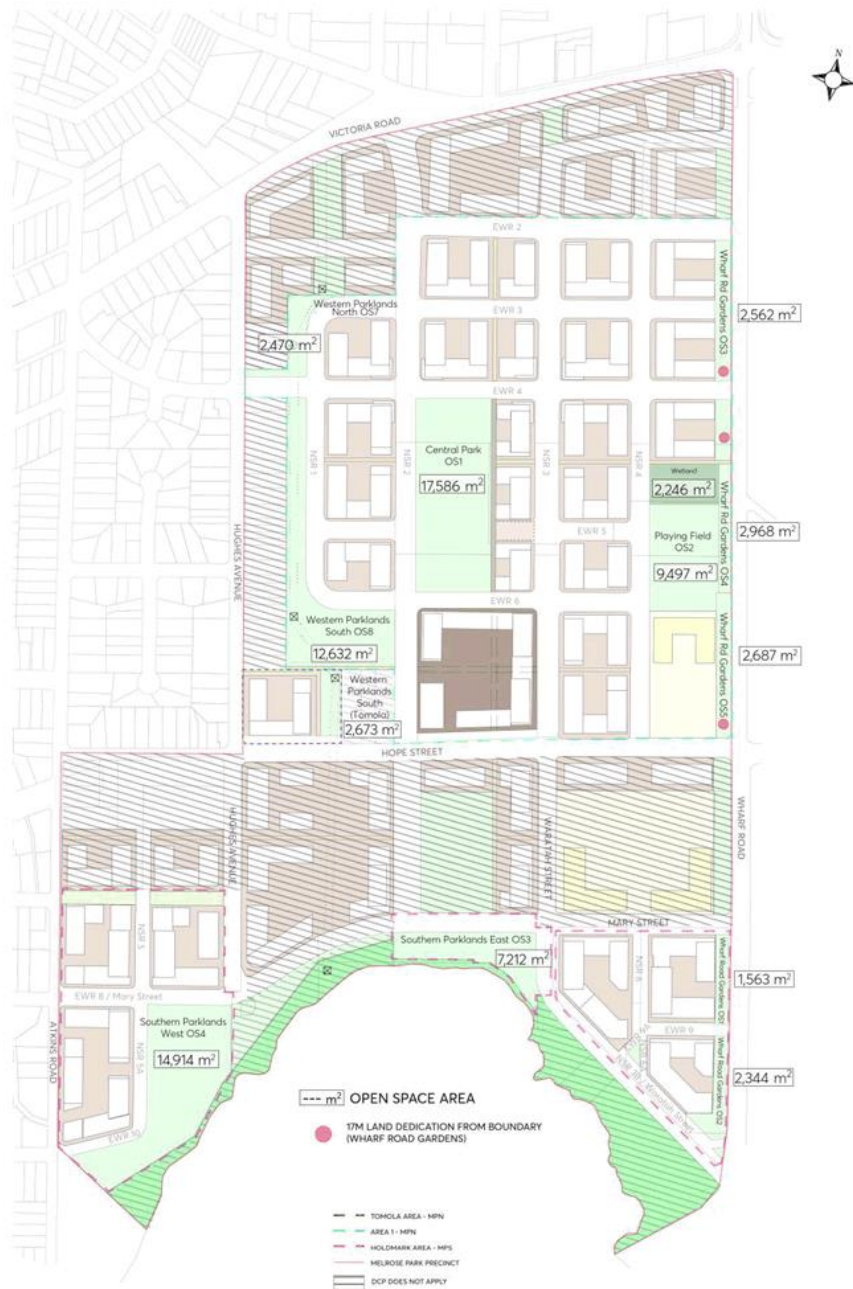 N
VICTORIA ROAD
EWR 2
Western Parklands
North OS7
2,470 m²
EWR 3
Wharf Rd Gardens OS3
2,562 m²
EWR 4
NSR 1
NSR 2
Central Park
OS1
17,586 m²
NSR 3
NSR 4
Wetland
2,246 m²
Wharf Rd Gardens OS4
2,968 m²
EWR 5
Playing Field
OS2
9,497 m²
HUGHES AVENUE
EWR 6
Western Parklands
South OS8
12,632 m²
Wharf Rd Gardens OS5
2,687 m²
Western
Parklands
South
(Tomola)
2,673 m²
HOPE STREET
HUGHES AVENUE
WARATAH STREET
WHARF ROAD
MARY STREET
NSR 5
Southern Parklands East OS3
7,212 m²
NSR 8
Wharf Road Gardens OS1
1,563 m²
EWR 8 / Mary Street
Southern Parklands
West OS4
14,914 m²
ATKINS ROAD
NSR 5A
EWR 10
EWR 9A
EWR 9
Wharf Road Gardens OS2
2,344 m²
--- m² OPEN SPACE AREA
17M LAND DEDICATION FROM BOUNDARY
(WHARF ROAD GARDENS)
TOMOLA AREA - MPN
AREA 1 - MPN
HOLDMARK AREA - MPS
MELROSE PARK PRECINCT
DCP DOES NOT APPLY